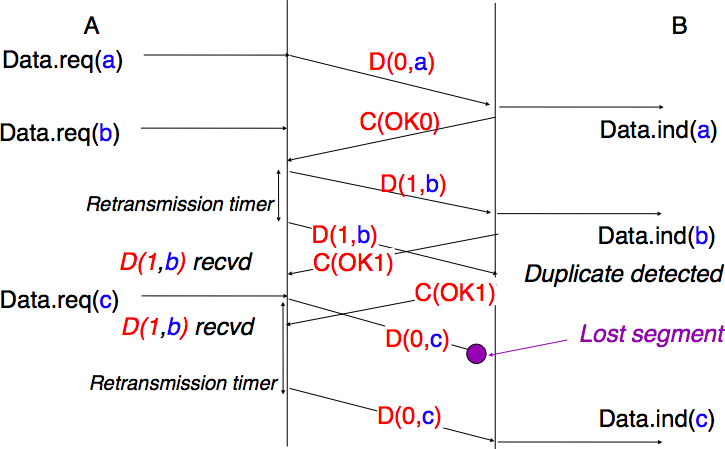 A
B
Data.req(a)
D(0,a)
C(OK0)
Data.req(b)
Data.ind(a)
D(1,b)
Retransmission timer
D(1,b)
Data.ind(b)
D(1,b) recvd
C(OK1)
Duplicate detected
Data.req(c)
C(OK1)
D(1,b) recvd
D(0,c)
Lost segment
Retransmission timer
D(0,c)
Data.ind(c)